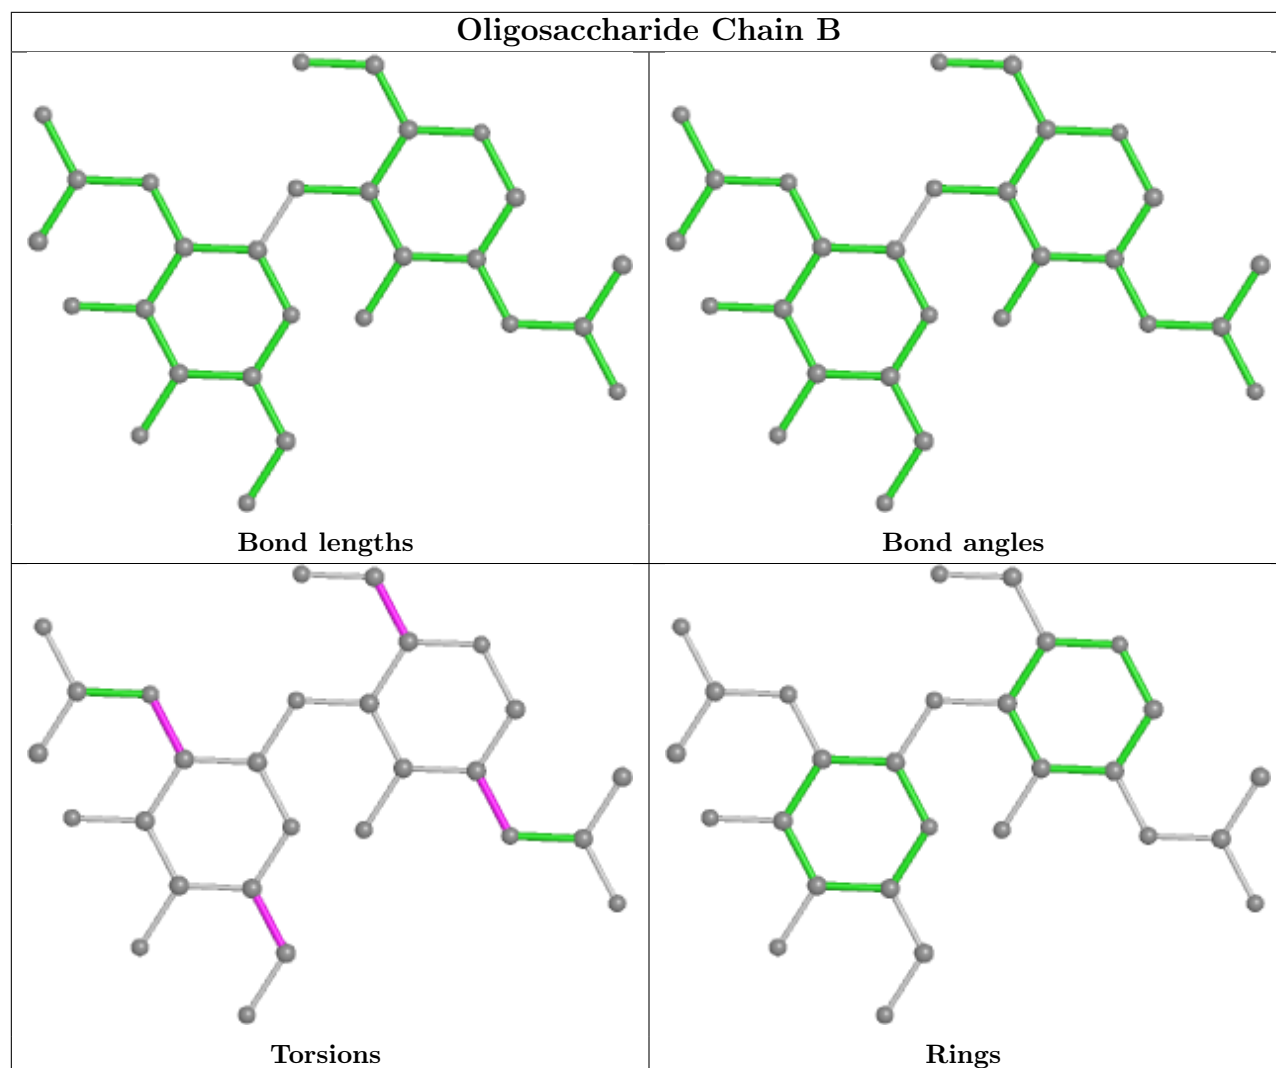 Oligosaccharide Chain B
Bond lengths
Bond angles
Torsions
Rings